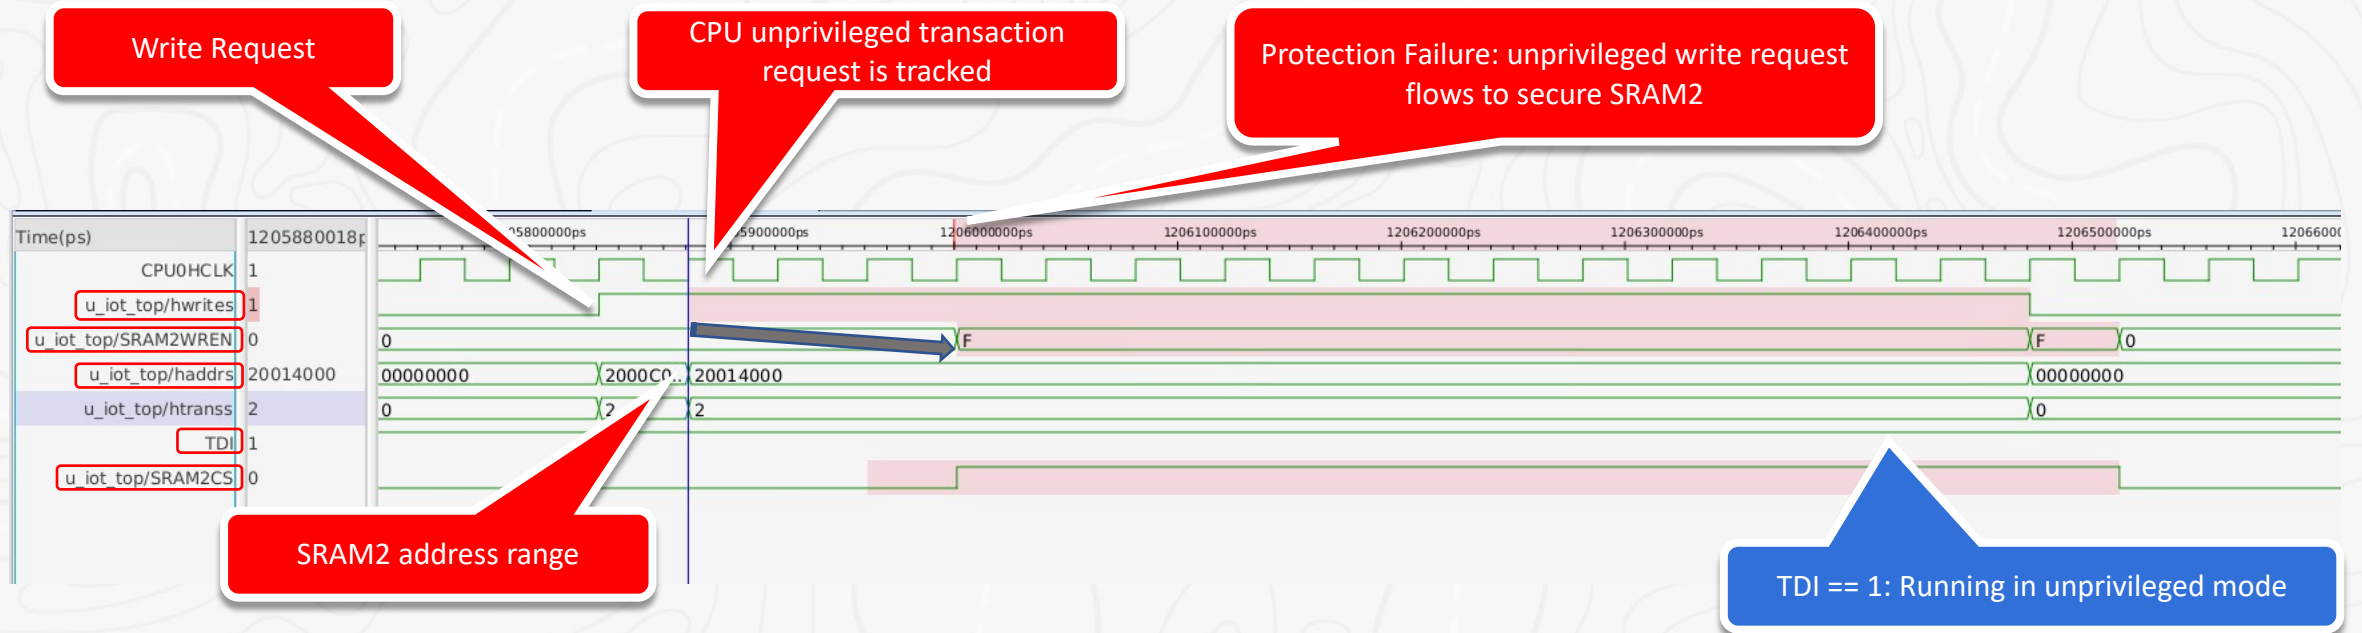 Write Request
CPU unprivileged transaction
request is tracked
Protection Failure: unprivileged write request
flows to secure SRAM2
Time(ps) 1205880018p 05800000ps 5900000ps 1206000000ps 1206100000ps 1206200000ps 1206300000ps 1206400000ps 1206500000ps 12066000
CPU0HCLK 1
u_iot_top/hwrites 1
u_iot_top/SRAM2WREN 0 0 F F 0
u_iot_top/haddrs 20014000 00000000 2000C0.. 20014000 00000000
u_iot_top/htranss 2 0 2 2 0
TDI 1
u_iot_top/SRAM2CS 0
SRAM2 address range
TDI == 1: Running in unprivileged mode